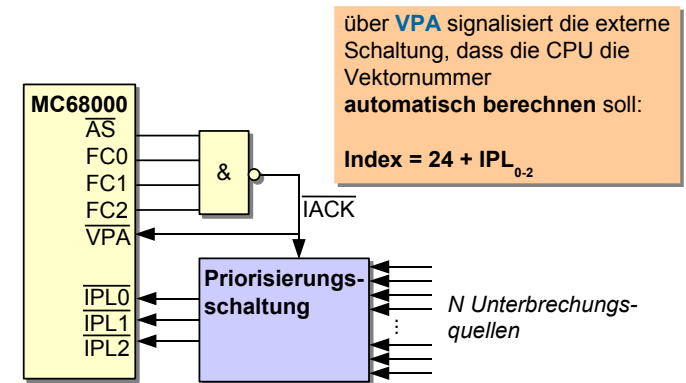 über VPA signalisiert die externe
Schaltung, dass die CPU die
Vektornummer
automatisch berechnen soll:
Index = 24 + IPL0-2
MC68000
AS
FC0
FC1
FC2
VPA
IPL0
IPL1
IPL2
&
IACK
Priorisierungs-
schaltung
N Unterbrechungs-
quellen
...